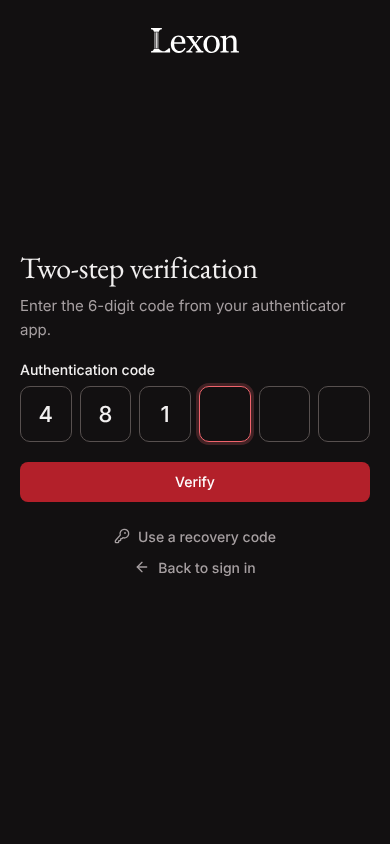 Lexon
Two-step verification
Enter the 6-digit code from your authenticator
app.
Authentication code
4 8 1
Verify
Use a recovery code
Back to sign in